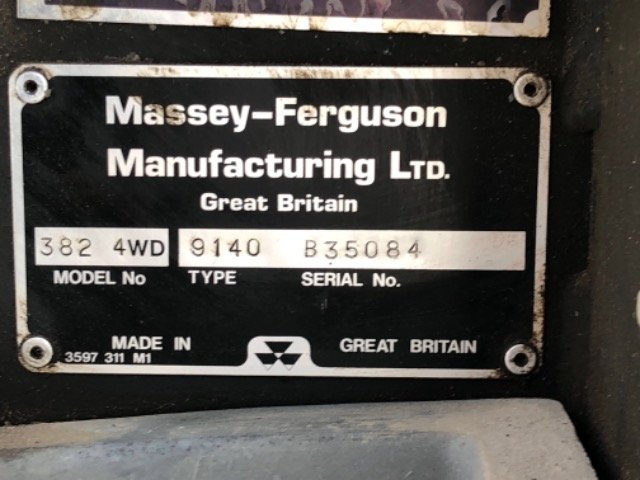 Massey-Ferguson
Manufacturing LTD.
Great Britain
382 4WD 9140 B35084
MODEL No TYPE SERIAL No.
MADE IN GREAT BRITAIN
3597 311 M1